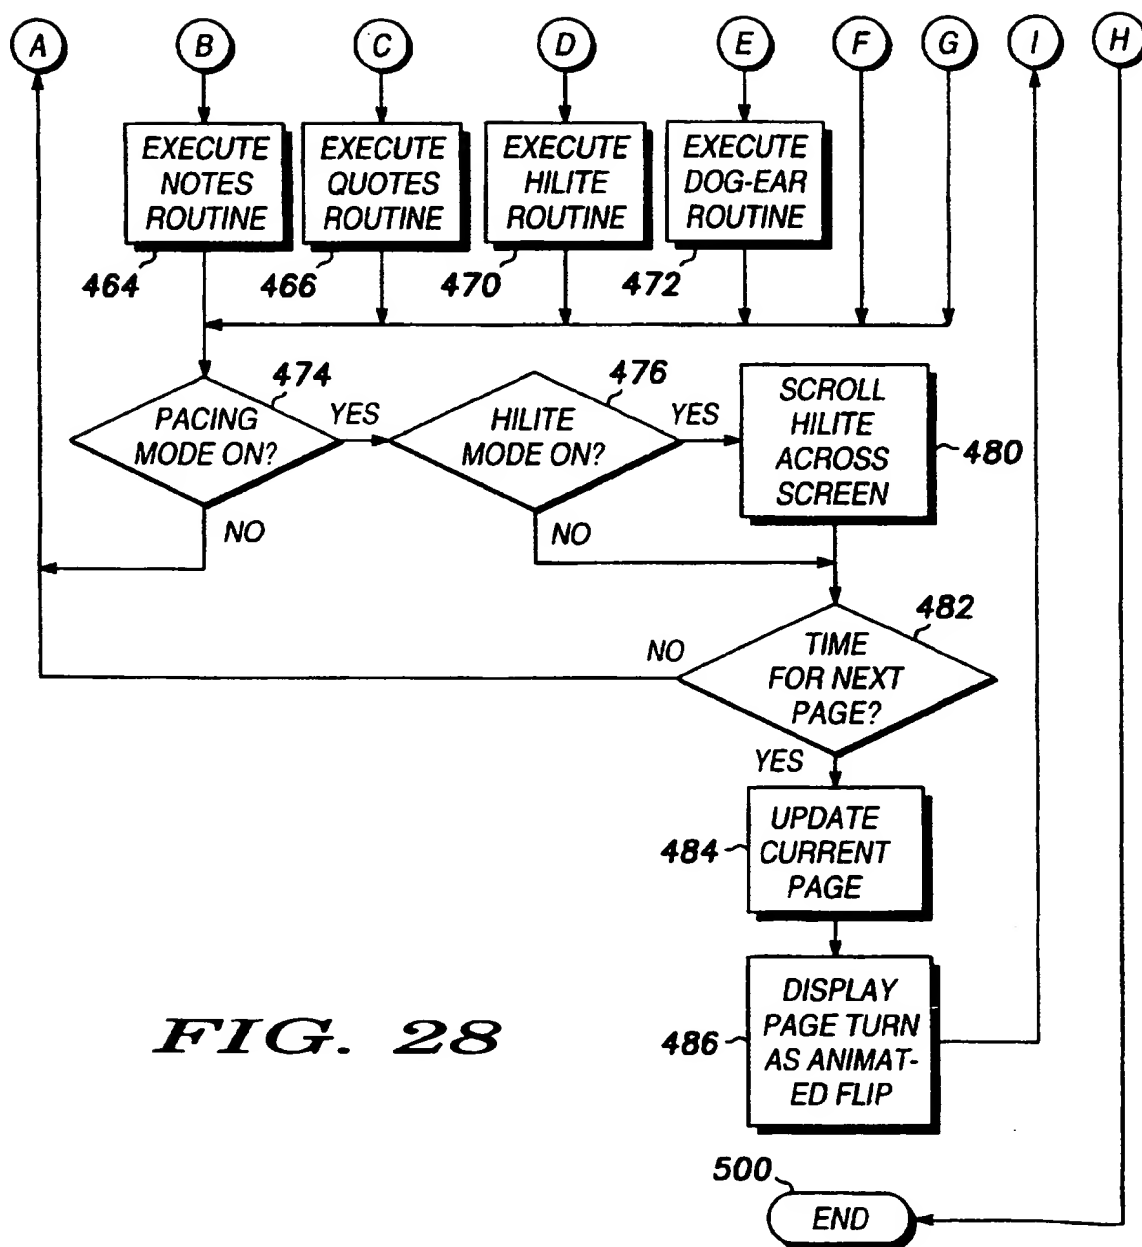 A B C D E F G I H
EXECUTE
NOTES
ROUTINE
464
EXECUTE
QUOTES
ROUTINE
466
EXECUTE
HILITE
ROUTINE
470
EXECUTE
DOG-EAR
ROUTINE
472
PACING
MODE ON?
474
YES
NO
HILITE
MODE ON?
476
YES
NO
SCROLL
HILITE
ACROSS
SCREEN
480
TIME
FOR NEXT
PAGE?
482
NO
YES
UPDATE
CURRENT
PAGE
484
DISPLAY
PAGE TURN
AS ANIMAT-
ED FLIP
486
FIG. 28
500
END